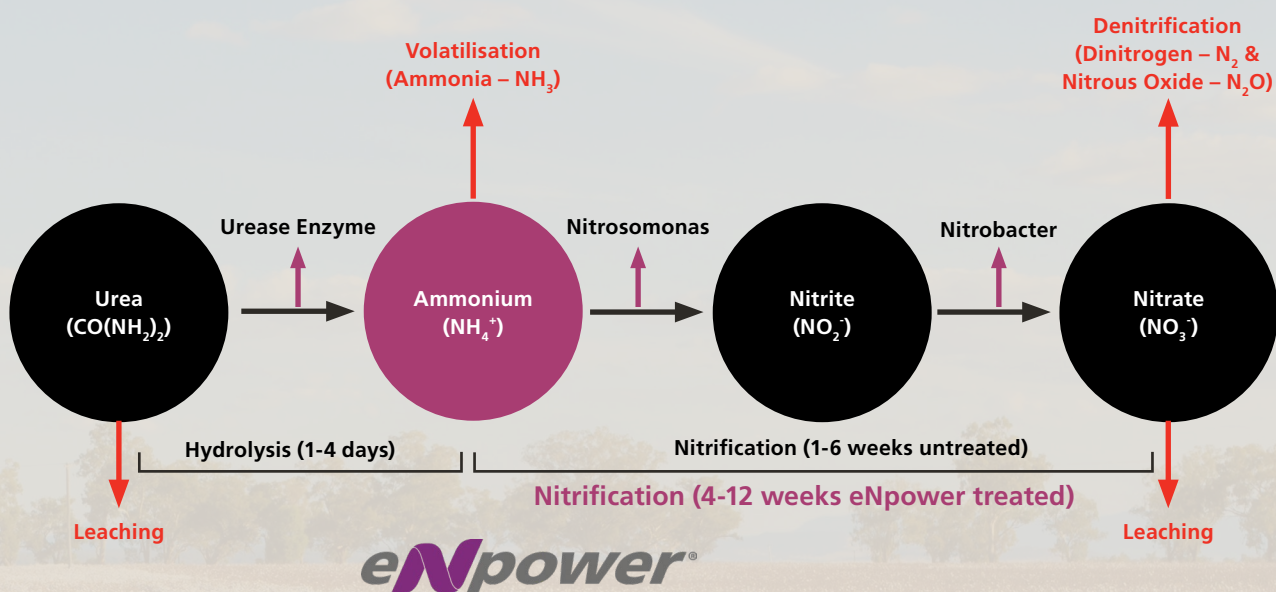 Volatilisation
(Ammonia – NH₃)
Denitrification
(Dinitrogen – N₂ &
Nitrous Oxide – N₂O)
Urease Enzyme
Nitrosomonas
Nitrobacter
Urea
(CO(NH₂)₂)
Ammonium
(NH₄⁺)
Nitrite
(NO₂⁻)
Nitrate
(NO₃⁻)
Hydrolysis (1-4 days)
Nitrification (1-6 weeks untreated)
Nitrification (4-12 weeks eNpower treated)
Leaching
Leaching
eNpower®